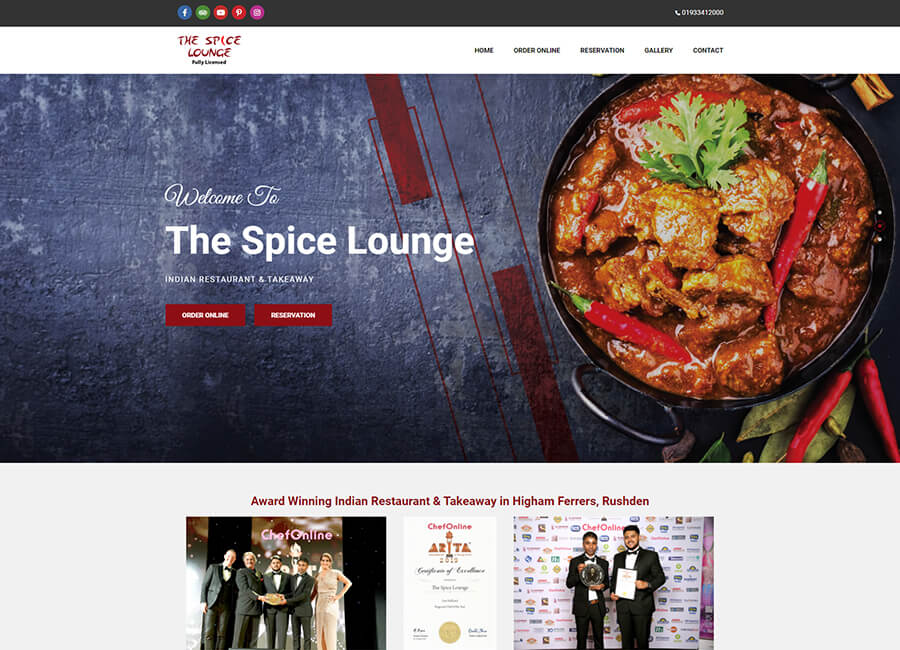 01933412000
THE SPICE
LOUNGE
Fully Licensed
HOME ORDER ONLINE RESERVATION GALLERY CONTACT
Welcome To
The Spice Lounge
INDIAN RESTAURANT & TAKEAWAY
ORDER ONLINE RESERVATION
Award Winning Indian Restaurant & Takeaway in Higham Ferrers, Rushden
ChefOnline
ChefOnline
ARTA
2019
Certificate of Excellence
The Spice Lounge
ChefOnline